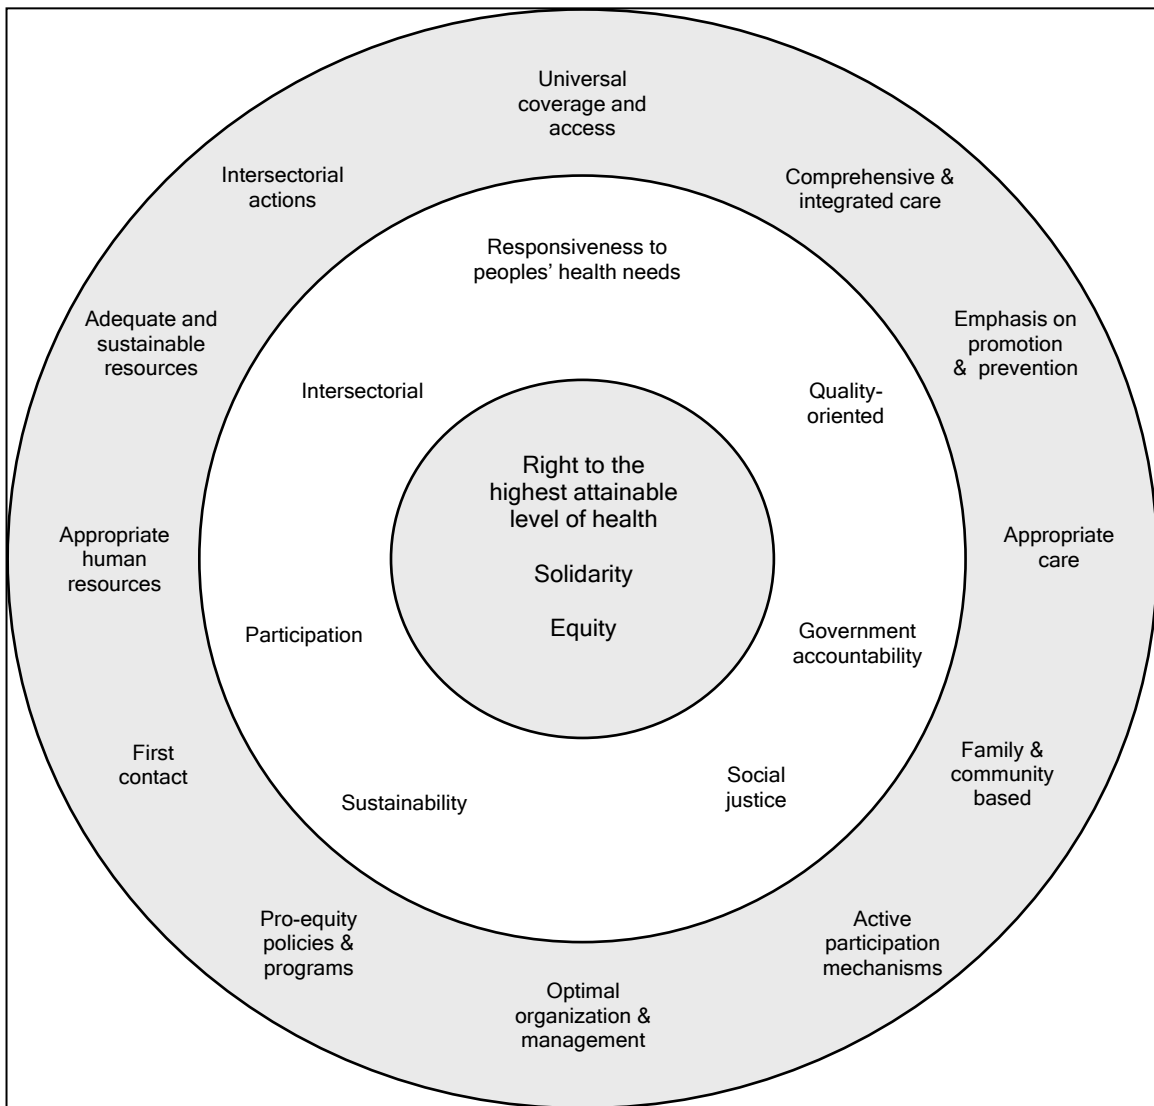 Universal
coverage and
access
Intersectorial
actions
Comprehensive &
integrated care
Responsiveness to
peoples’ health needs
Adequate and
sustainable
resources
Emphasis on
promotion
& prevention
Intersectorial
Quality-
oriented
Right to the
highest attainable
level of health
Solidarity
Equity
Appropriate
human
resources
Appropriate
care
Participation
Government
accountability
First
contact
Family &
community
based
Sustainability
Social
justice
Pro-equity
policies &
programs
Active
participation
mechanisms
Optimal
organization &
management